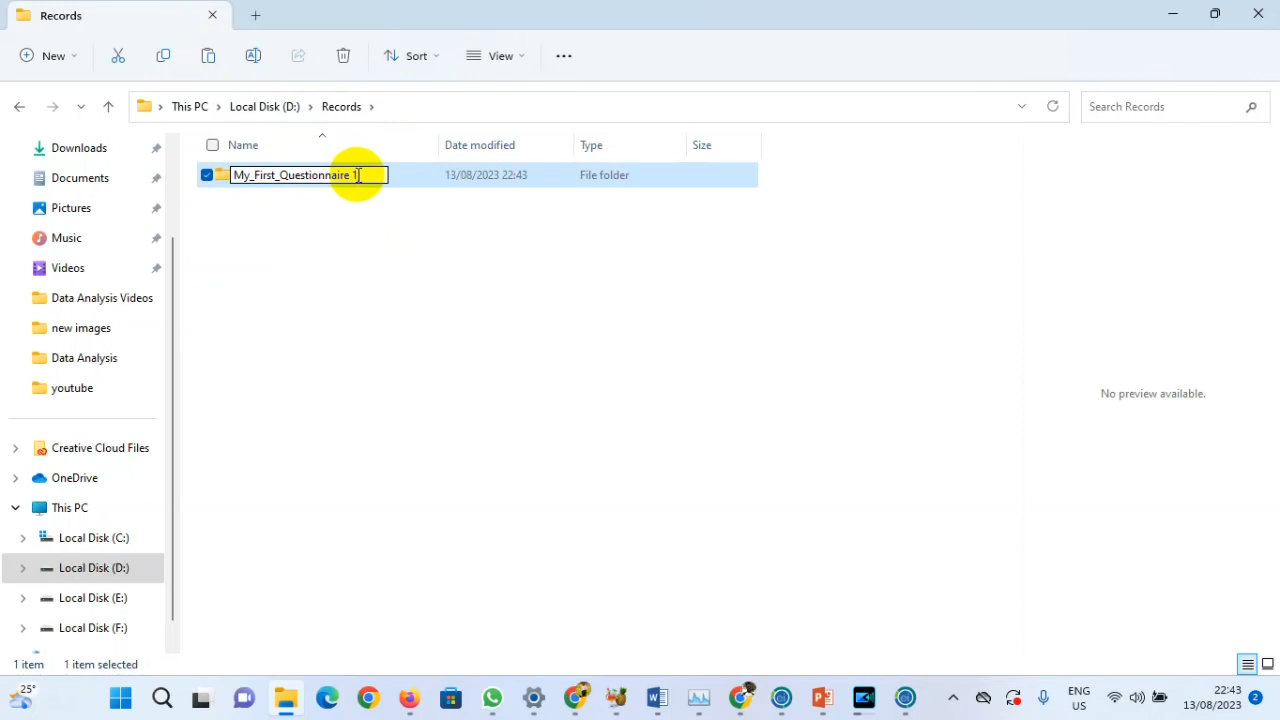 Records
New
Sort
View
This PC
Local Disk (D:)
Records
Search Records
Name
Date modified
Type
Size
My_First_Questionnaire 1
13/08/2023 22:43
File folder
Downloads
Documents
Pictures
Music
Videos
Data Analysis Videos
new images
Data Analysis
youtube
Creative Cloud Files
OneDrive
This PC
Local Disk (C:)
Local Disk (D:)
Local Disk (E:)
Local Disk (F:)
No preview available.
1 item
1 item selected
25°
ENG
US
22:43
13/08/2023
2